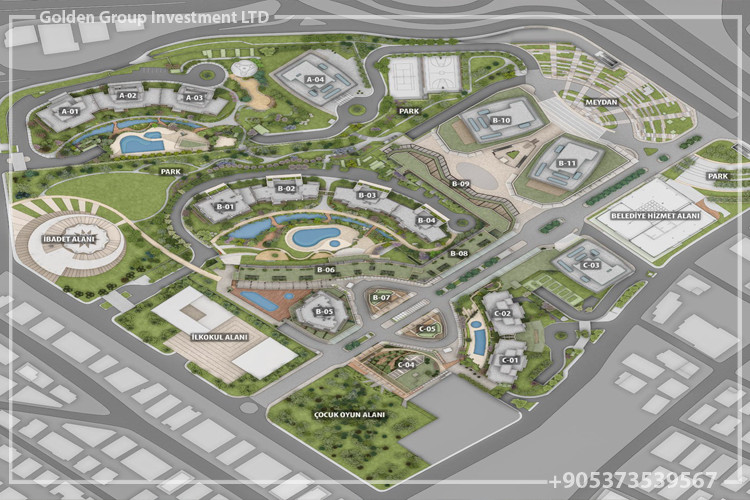 Golden Group Investment LTD
A-01
A-02
A-03
A-04
PARK
MEYDAN
B-10
B-11
PARK
B-09
PARK
B-01
B-02
B-03
B-04
BELEDİYE HİZMET ALANI
İBADET ALANI
B-08
B-06
C-03
B-07
B-05
C-02
C-05
İLKOKUL ALANI
C-01
C-04
ÇOCUK OYUN ALANI
+905373539567